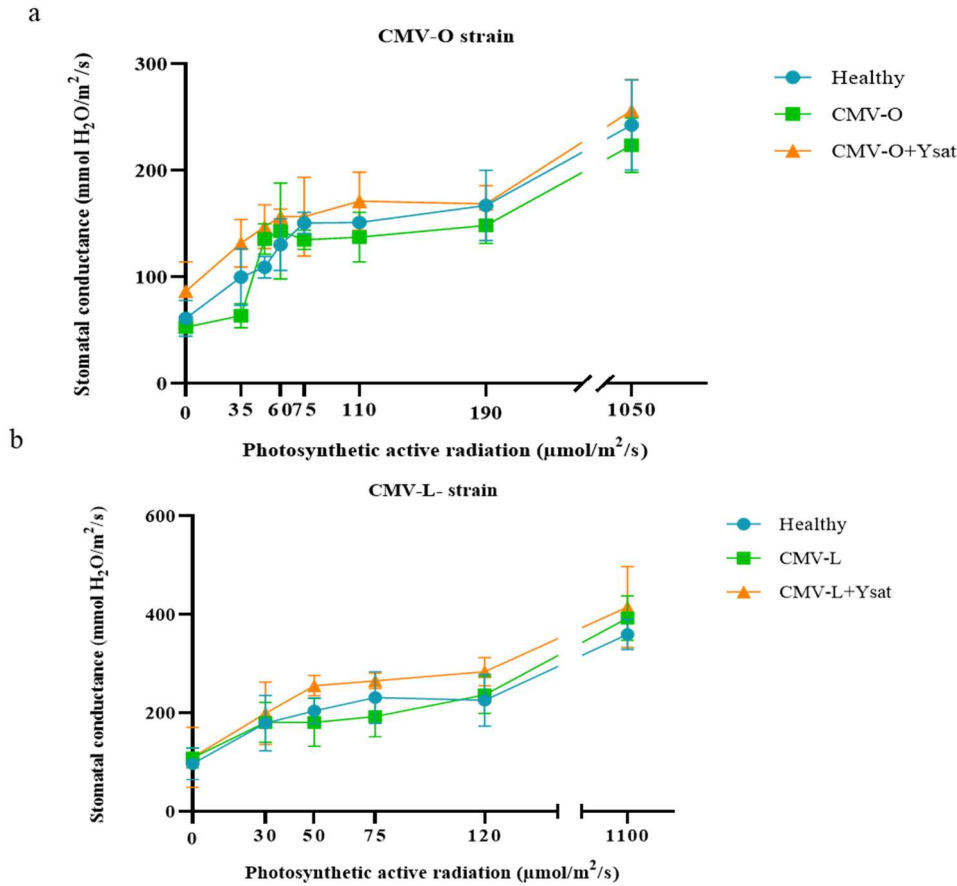 a
CMV-O strain
Stomatal conductance (mmol H₂O/m²/s)
300
200
100
0
0 35 60 75 110 190 1050
Photosynthetic active radiation (μmol/m²/s)
Healthy
CMV-O
CMV-O+Ysat
b
CMV-L- strain
Stomatal conductance (mmol H₂O/m²/s)
600
400
200
0
0 30 50 75 120 1100
Photosynthetic active radiation (μmol/m²/s)
Healthy
CMV-L
CMV-L+Ysat